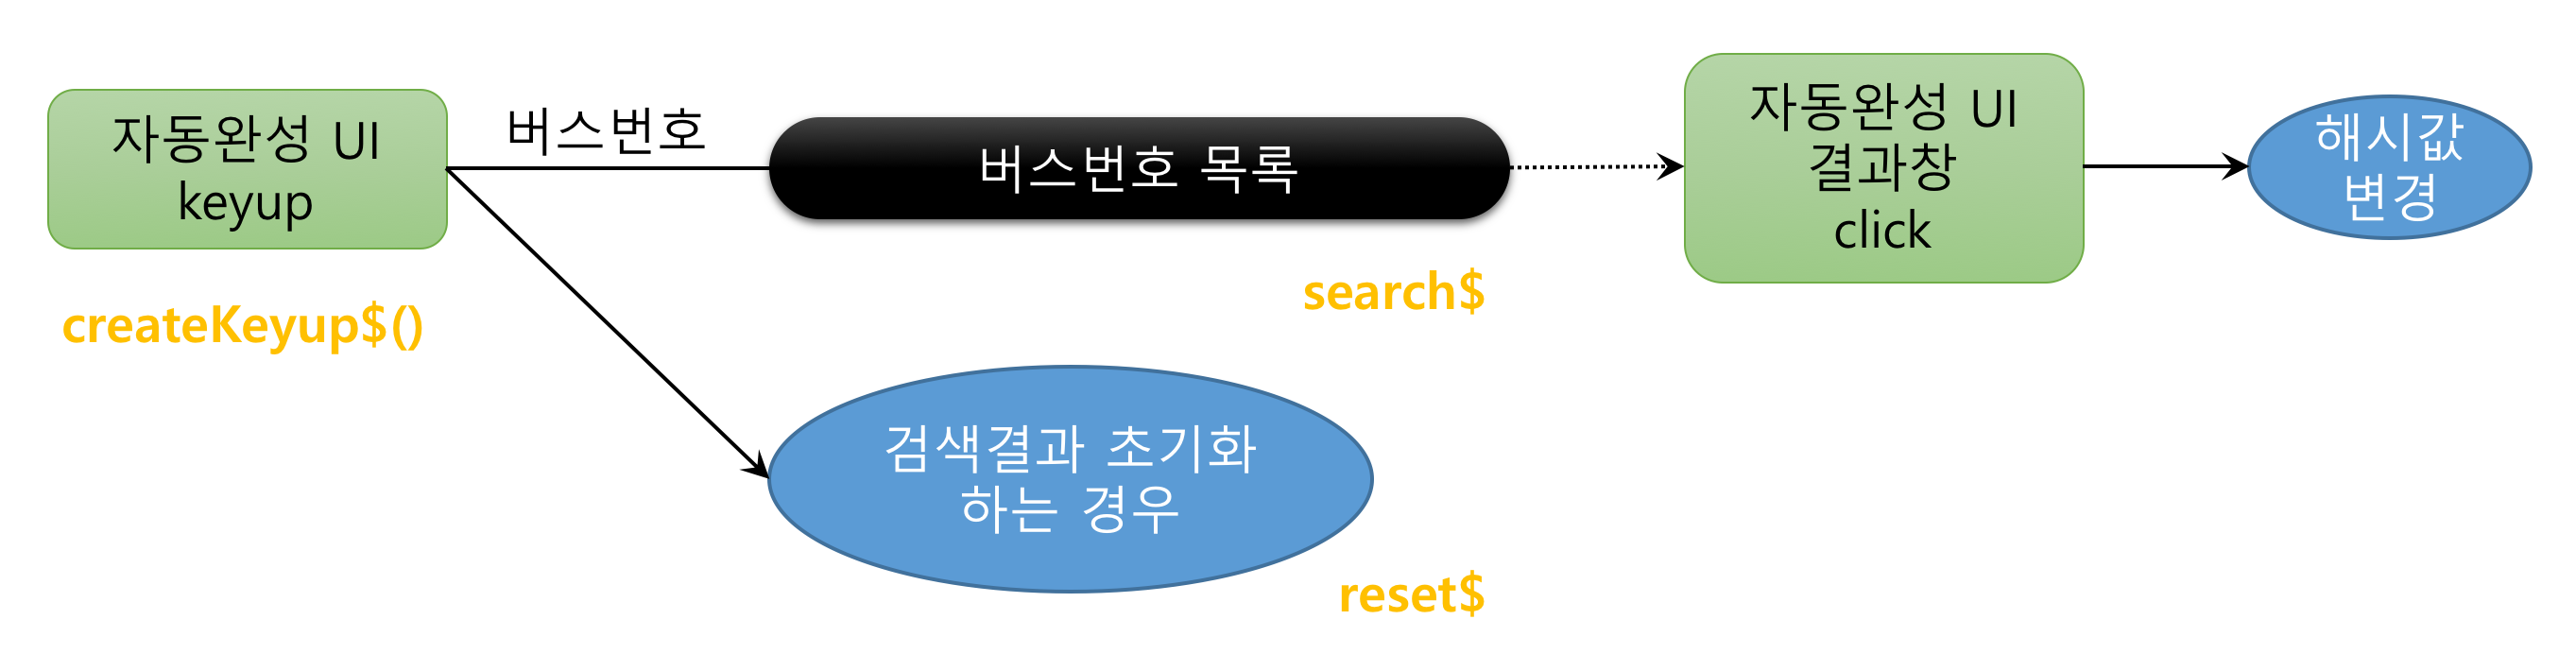 자동완성 UI
keyup
createKeyup$()
버스번호
버스번호 목록
search$
검색결과 초기화
하는 경우
reset$
자동완성 UI
결과창
click
해시값
변경